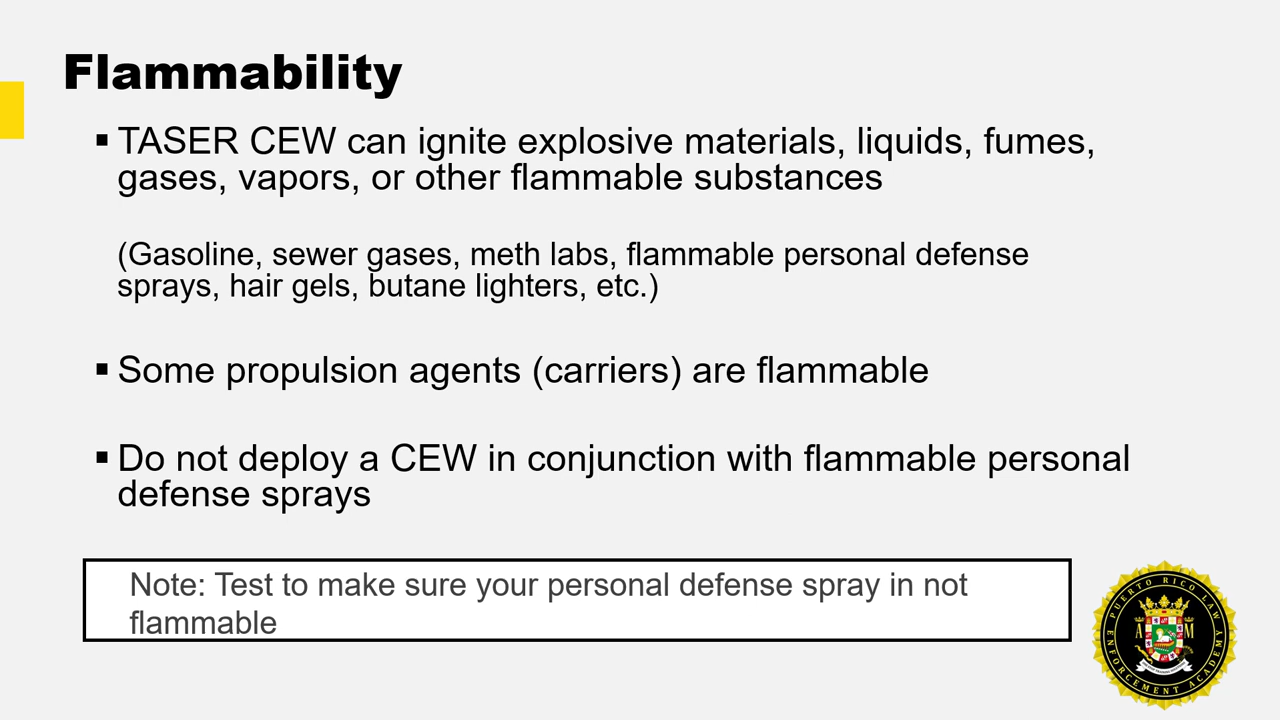 Flammability
▪ TASER CEW can ignite explosive materials, liquids, fumes,
gases, vapors, or other flammable substances
(Gasoline, sewer gases, meth labs, flammable personal defense
sprays, hair gels, butane lighters, etc.)
▪ Some propulsion agents (carriers) are flammable
▪ Do not deploy a CEW in conjunction with flammable personal
defense sprays
Note: Test to make sure your personal defense spray in not
flammable
PUERTO RICO LAW
A M
ENFORCEMENT ACADEMY